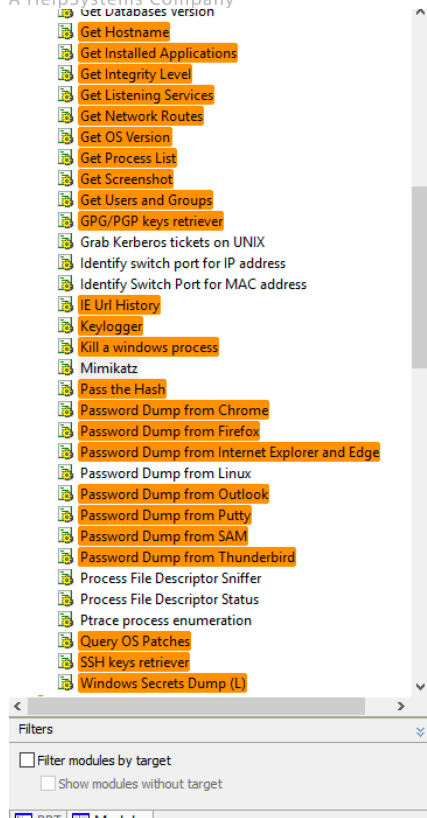 A HelpSystems Company
Get Databases Version
Get Hostname
Get Installed Applications
Get Integrity Level
Get Listening Services
Get Network Routes
Get OS Version
Get Process List
Get Screenshot
Get Users and Groups
GPG/PGP keys retriever
Grab Kerberos tickets on UNIX
Identify switch port for IP address
Identify Switch Port for MAC address
IE Url History
Keylogger
Kill a windows process
Mimikatz
Pass the Hash
Password Dump from Chrome
Password Dump from Firefox
Password Dump from Internet Explorer and Edge
Password Dump from Linux
Password Dump from Outlook
Password Dump from Putty
Password Dump from SAM
Password Dump from Thunderbird
Process File Descriptor Sniffer
Process File Descriptor Status
Ptrace process enumeration
Query OS Patches
SSH keys retriever
Windows Secrets Dump (L)
Filters
Filter modules by target
Show modules without target